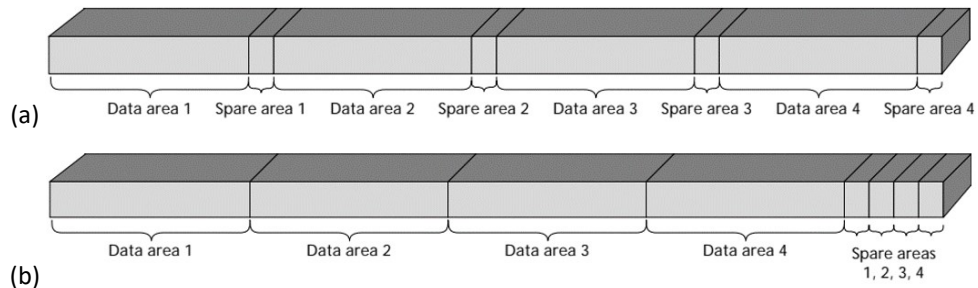 Data area 1 Spare area 1 Data area 2 Spare area 2 Data area 3 Spare area 3 Data area 4 Spare area 4
(a)
Data area 1 Data area 2 Data area 3 Data area 4 Spare areas
1, 2, 3, 4
(b)